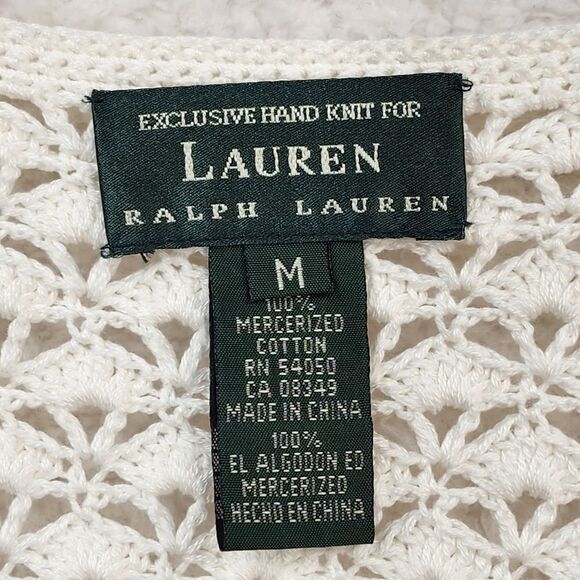 EXCLUSIVE HAND KNIT FOR
LAUREN
RALPH LAUREN
M
100%
MERCERIZED
COTTON
RN 54050
CA 08349
MADE IN CHINA
100%
EL ALGODON ED
MERCERIZED
HECHO EN CHINA